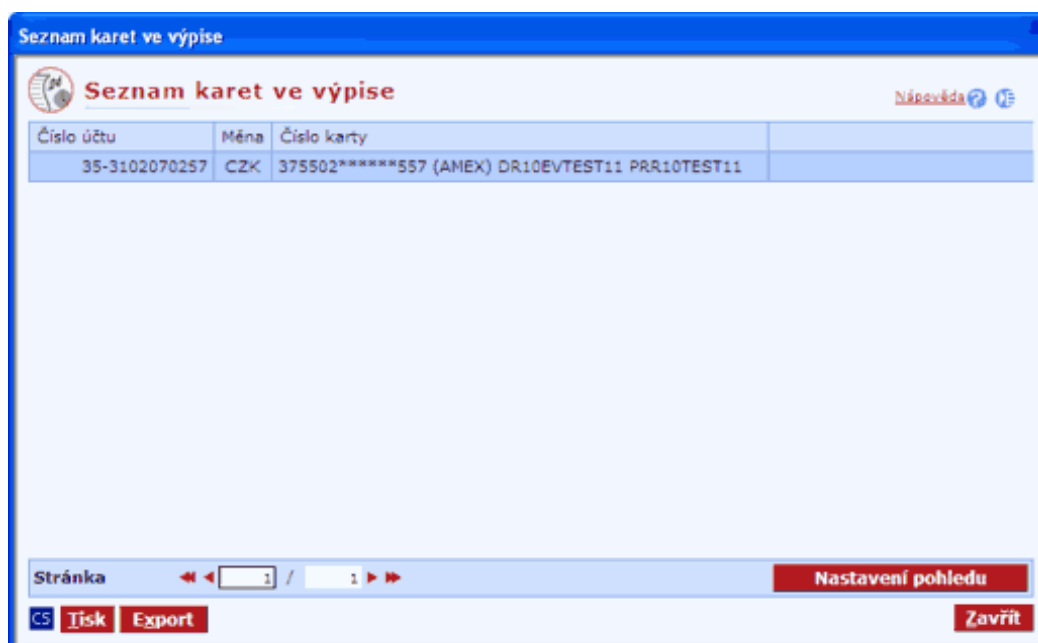 Seznam karet ve výpise
Seznam karet ve výpise
Nápověda
Číslo účtu Měna Číslo karty
35-3102070257 CZK 375502******557 (AMEX) DR10EVTEST11 PRR10TEST11
Stránka 1 / 1 Nastavení pohledu
CS Tisk Export Zavřít